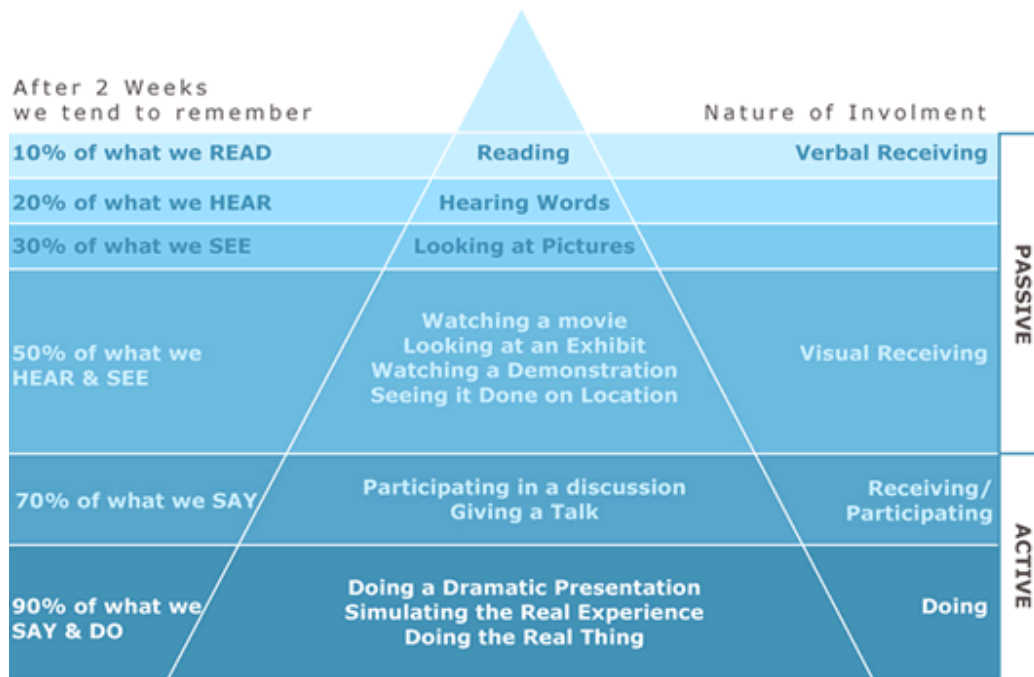 After 2 Weeks
we tend to remember
Nature of Involment
10% of what we READ
Reading
Verbal Receiving
20% of what we HEAR
Hearing Words
30% of what we SEE
Looking at Pictures
50% of what we
HEAR & SEE
Watching a movie
Looking at an Exhibit
Watching a Demonstration
Seeing it Done on Location
Visual Receiving
PASSIVE
70% of what we SAY
Participating in a discussion
Giving a Talk
Receiving/
Participating
90% of what we
SAY & DO
Doing a Dramatic Presentation
Simulating the Real Experience
Doing the Real Thing
Doing
ACTIVE